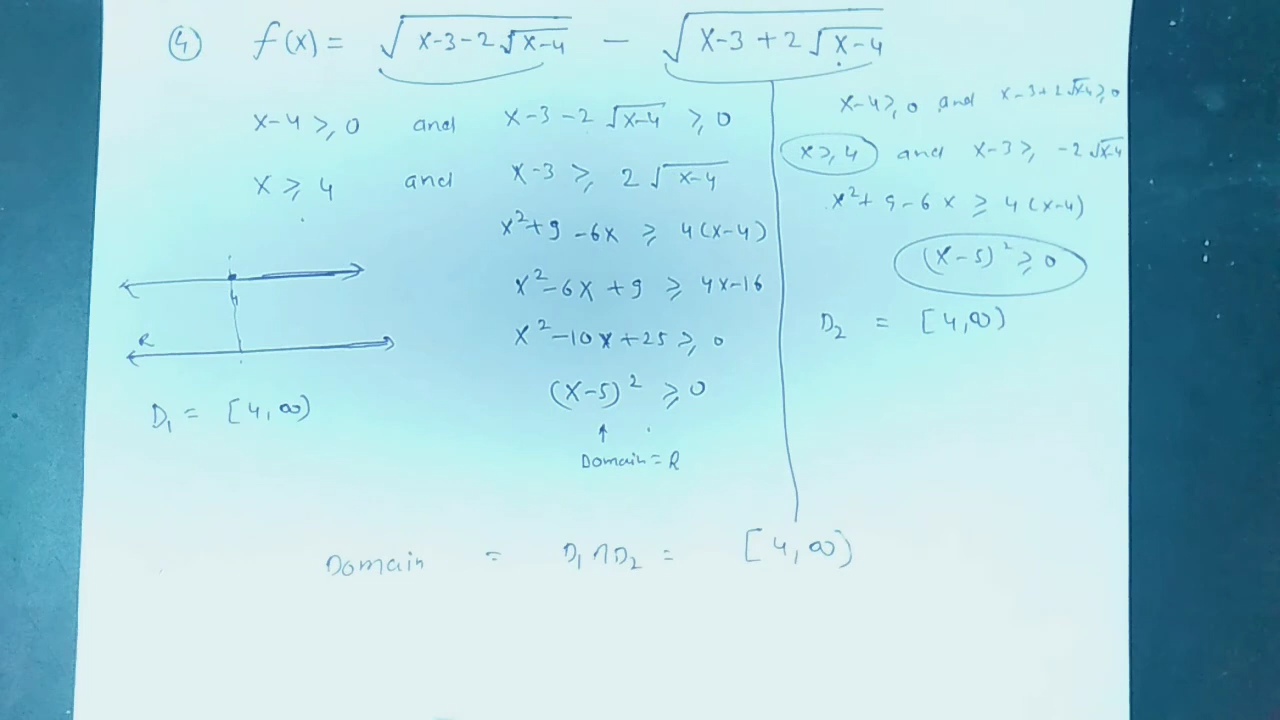 ④ f(x) = √(x-3-2√(x-4)) − √(x-3+2√(x-4))
x-4 ≥ 0 and x-3-2√(x-4) ≥ 0
x ≥ 4 and x-3 ≥ 2√(x-4)
x²+9-6x ≥ 4(x-4)
x²-6x+9 ≥ 4x-16
x²-10x+25 ≥ 0
(x-5)² ≥ 0
↑
Domain = R
4
R
D₁ = [4,∞)
x-4 ≥ 0 and x-3+2√(x-4) ≥ 0
x ≥ 4 and x-3 ≥ -2√(x-4)
x²+9-6x ≥ 4(x-4)
(x-5)² ≥ 0
D₂ = [4,∞)
Domain = D₁∩D₂ = [4,∞)